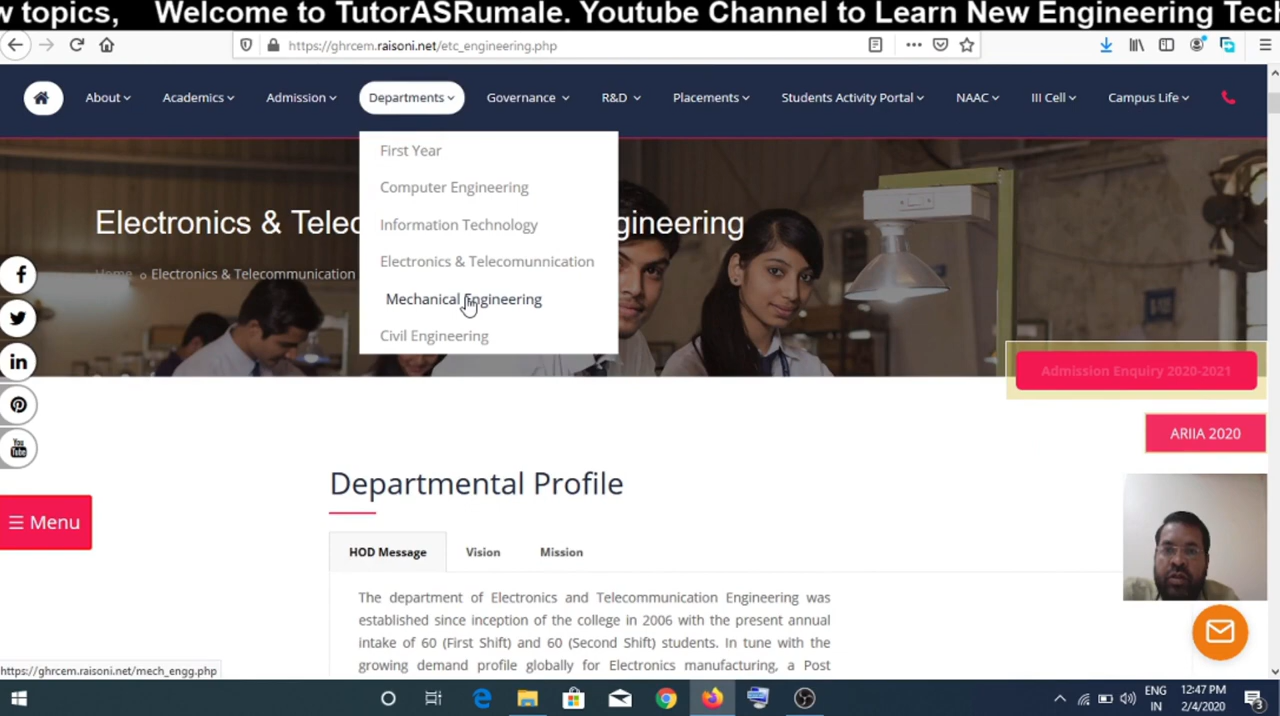 w topics, Welcome to TutorASRumale. Youtube Channel to Learn New Engineering Tech
https://ghrcem.raisoni.net/etc_engineering.php
About Academics Admission Departments Governance R&D Placements Students Activity Portal NAAC III Cell Campus Life
First Year
Computer Engineering
Information Technology
Electronics & Telecomunnication
Mechanical Engineering
Civil Engineering
Electronics & Telec gineering
Home Electronics & Telecommunication
Admission Enquiry 2020-2021
ARIIA 2020
You
Tube
Menu
Departmental Profile
HOD Message Vision Mission
The department of Electronics and Telecommunication Engineering was
established since inception of the college in 2006 with the present annual
intake of 60 (First Shift) and 60 (Second Shift) students. In tune with the
growing demand profile globally for Electronics manufacturing, a Post
https://ghrcem.raisoni.net/mech_engg.php
ENG
IN
12:47 PM
2/4/2020
3